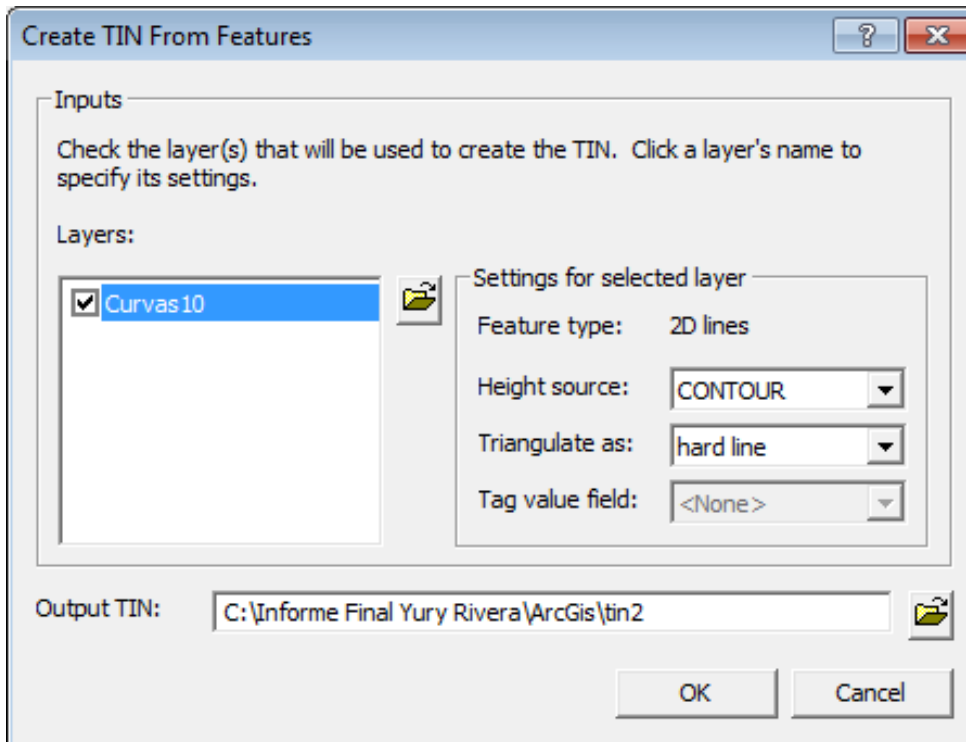 Create TIN From Features
Inputs
Check the layer(s) that will be used to create the TIN. Click a layer's name to
specify its settings.
Layers:
Curvas10
Settings for selected layer
Feature type: 2D lines
Height source: CONTOUR
Triangulate as: hard line
Tag value field: <None>
Output TIN: C:\Informe Final Yury Rivera\ArcGis\tin2
OK Cancel